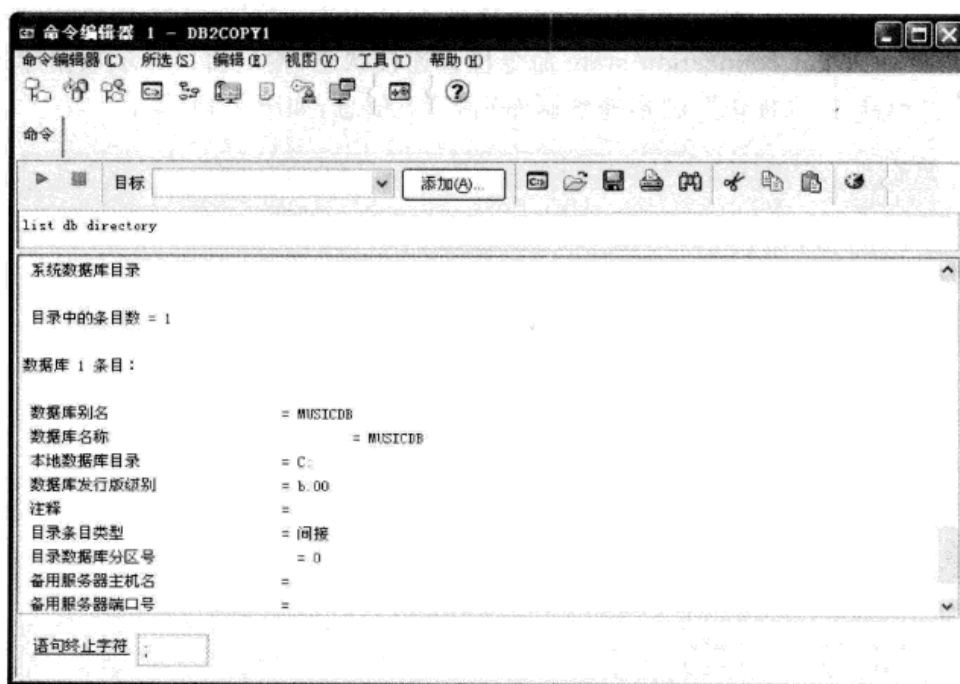 命令编辑器 1 - DB2COPY1
命令编辑器(C) 所选(S) 编辑(E) 视图(V) 工具(T) 帮助(H)
命令
目标 添加(A)...
list db directory
系统数据库目录
目录中的条目数 = 1
数据库 1 条目：
数据库别名 = MUSICDB
数据库名称 = MUSICDB
本地数据库目录 = C:
数据库发行版级别 = b.00
注释 =
目录条目类型 = 间接
目录数据库分区号 = 0
备用服务器主机名 =
备用服务器端口号 =
语句终止字符 ;